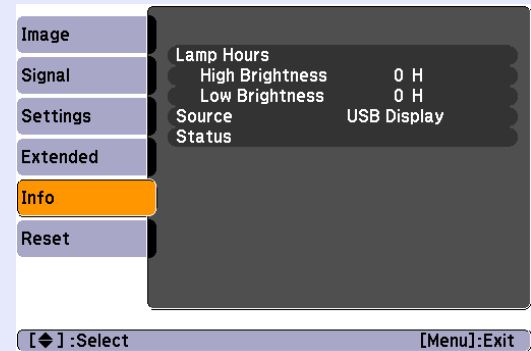 Image
Signal
Settings
Extended
Info
Reset
Lamp Hours
High Brightness 0 H
Low Brightness 0 H
Source USB Display
Status
[◆] :Select [Menu]:Exit